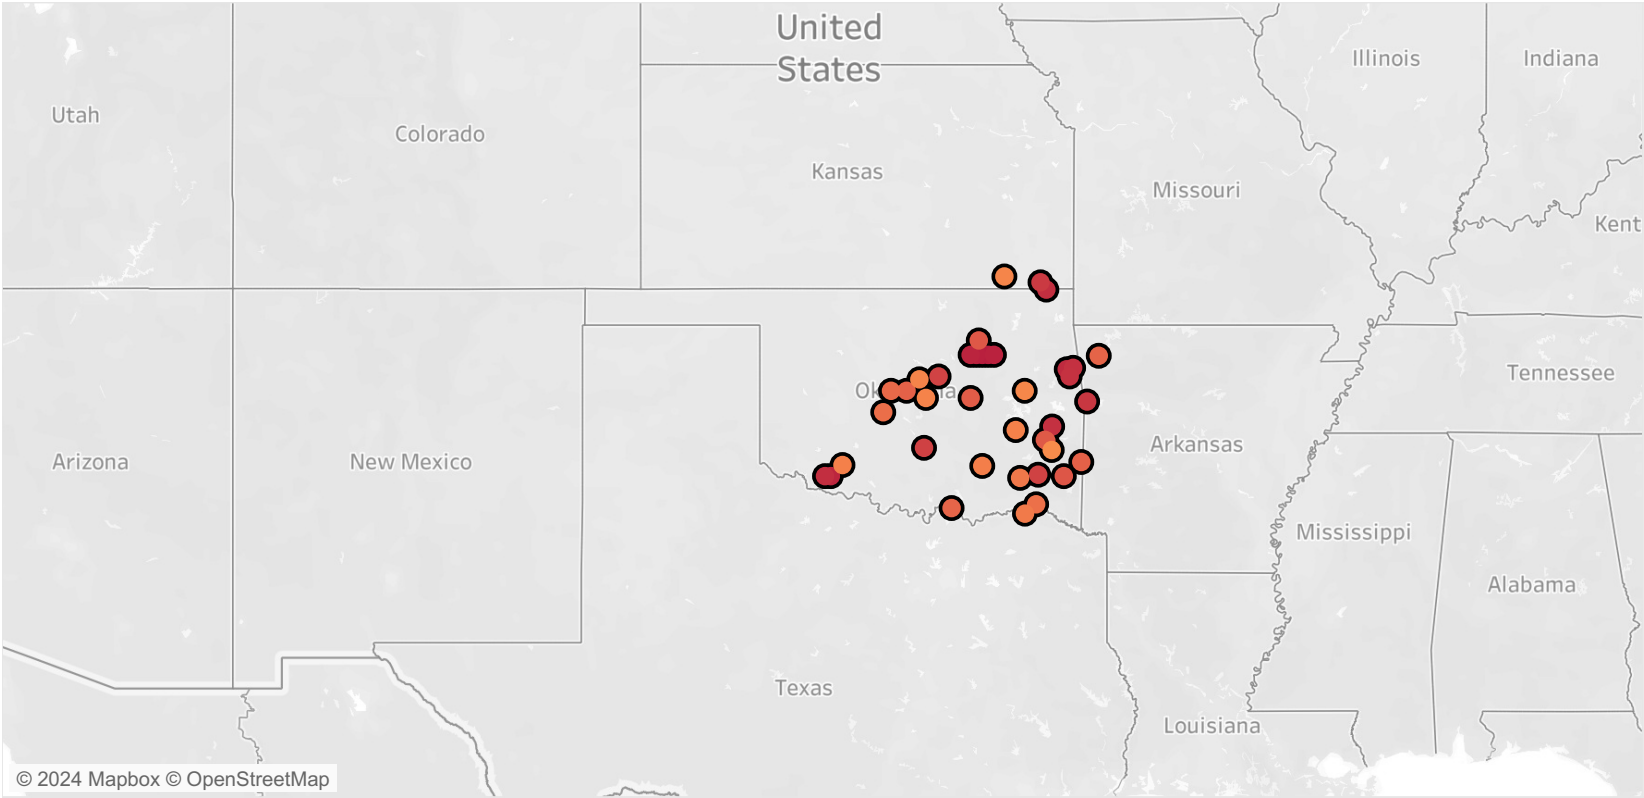 United
States
Illinois
Indiana
Utah
Colorado
Kansas
Missouri
Kent
Ok
a
Tennessee
Arizona
New Mexico
Arkansas
Mississippi
Alabama
Texas
Louisiana
© 2024 Mapbox © OpenStreetMap